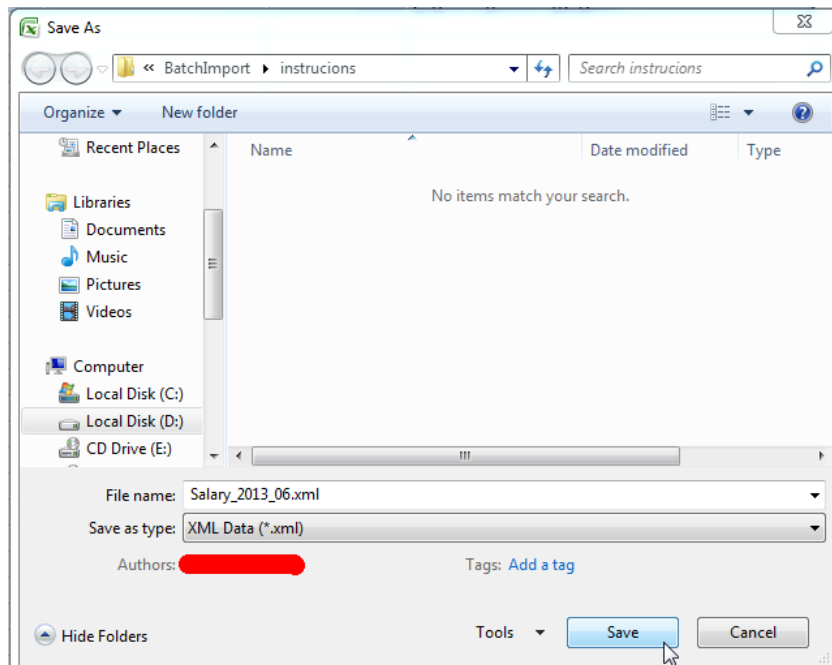 Save As
« BatchImport ▸ instrucions
Search instrucions
Organize
New folder
Recent Places
Name
Date modified
Type
No items match your search.
Libraries
Documents
Music
Pictures
Videos
Computer
Local Disk (C:)
Local Disk (D:)
CD Drive (E:)
File name: Salary_2013_06.xml
Save as type: XML Data (*.xml)
Authors:
Tags: Add a tag
Hide Folders
Tools
Save
Cancel